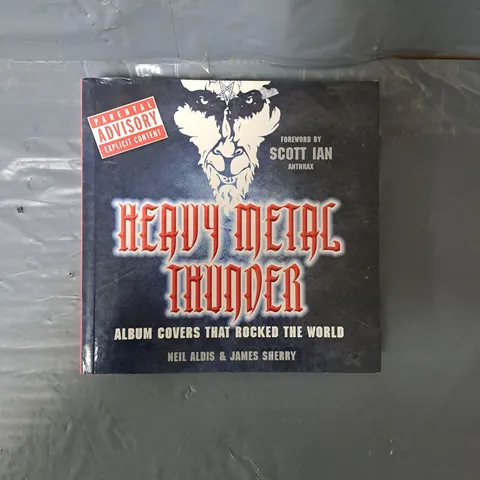 PARENTAL
ADVISORY
EXPLICIT CONTENT
FOREWORD BY
SCOTT IAN
ANTHRAX
HEAVY METAL
THUNDER
ALBUM COVERS THAT ROCKED THE WORLD
NEIL ALDIS & JAMES SHERRY